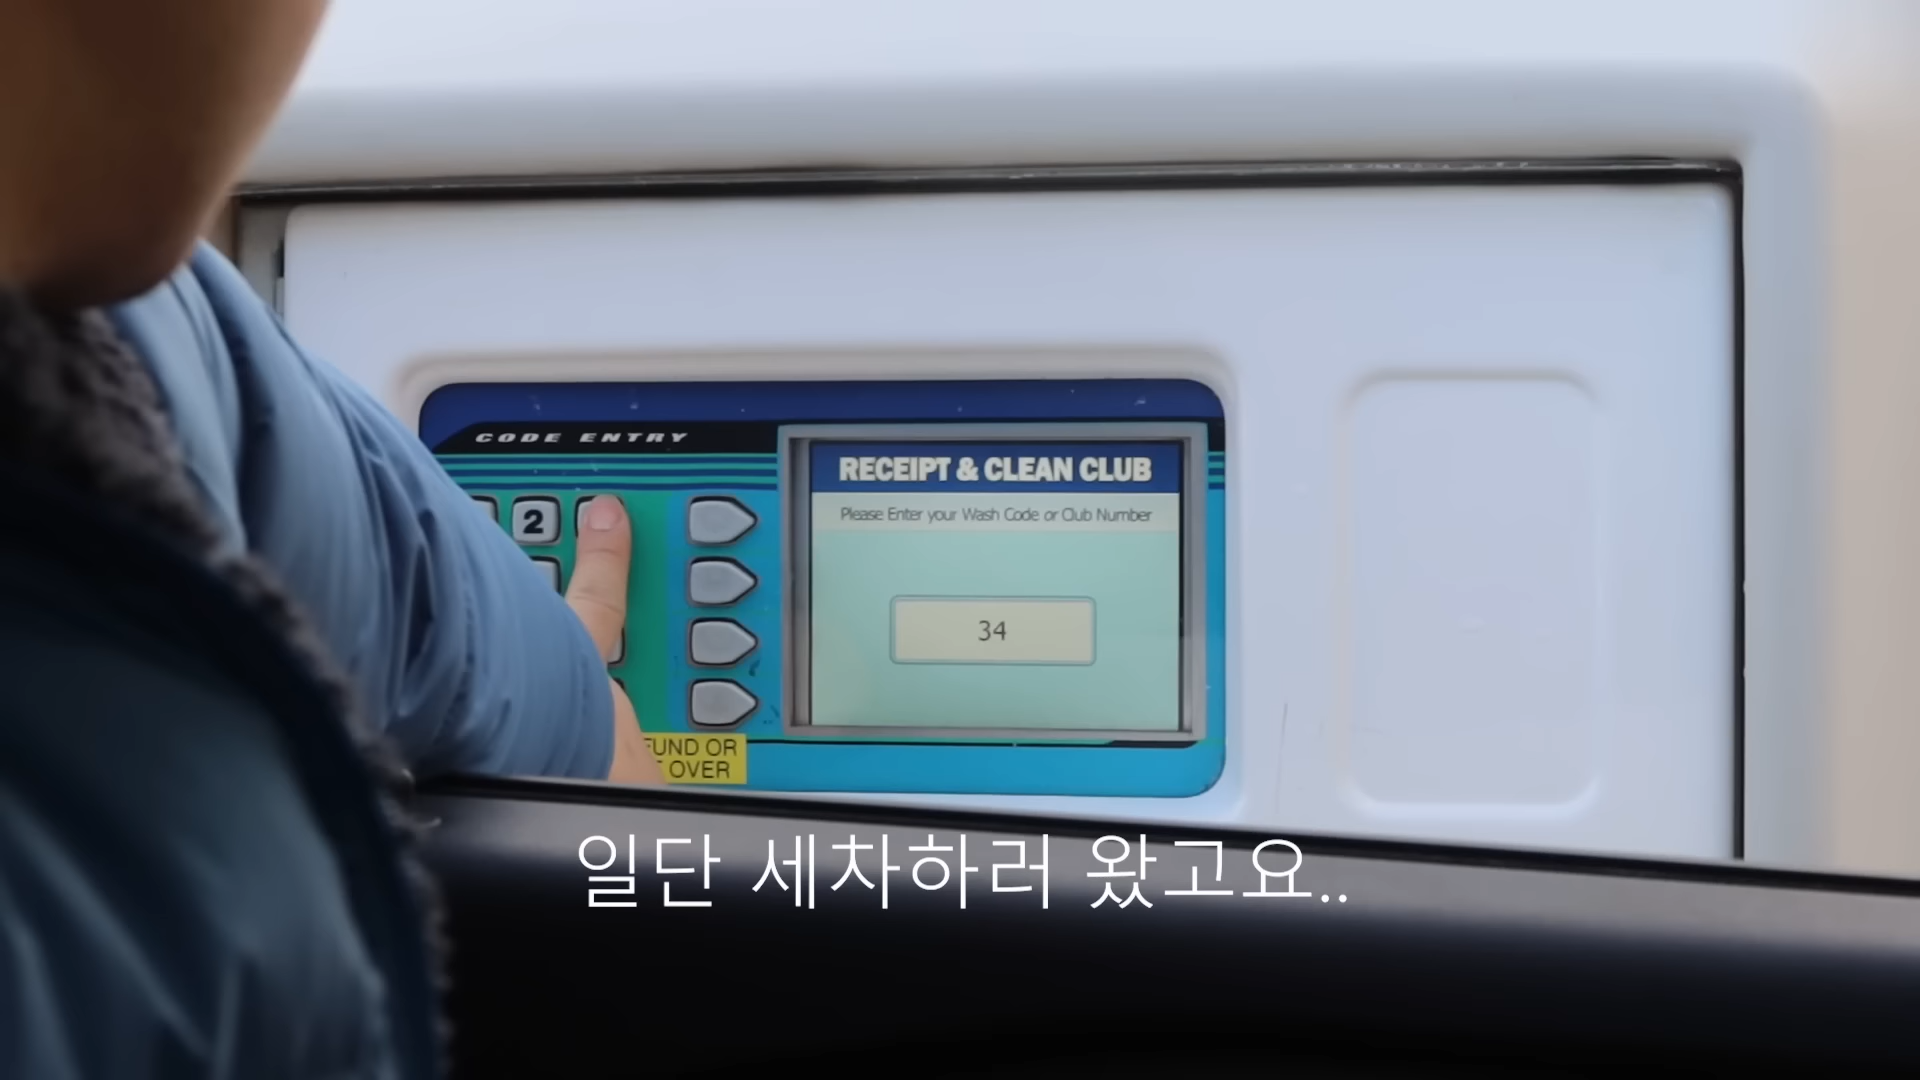 CODE ENTRY
RECEIPT & CLEAN CLUB
Please Enter your Wash Code or Club Number
2
34
OR
OVER
일단 세차하러 왔고요..